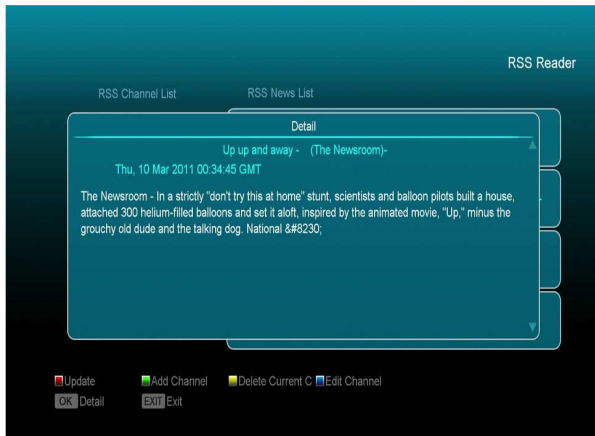 RSS Reader
RSS Channel List
RSS News List
Detail
Up up and away - (The Newsroom)-
Thu, 10 Mar 2011 00:34:45 GMT
The Newsroom - In a strictly "don't try this at home" stunt, scientists and balloon pilots built a house,
attached 300 helium-filled balloons and set it aloft, inspired by the animated movie, "Up," minus the
grouchy old dude and the talking dog. National &#8230;
Update
Add Channel
Delete Current C
Edit Channel
OK Detail
EXIT Exit